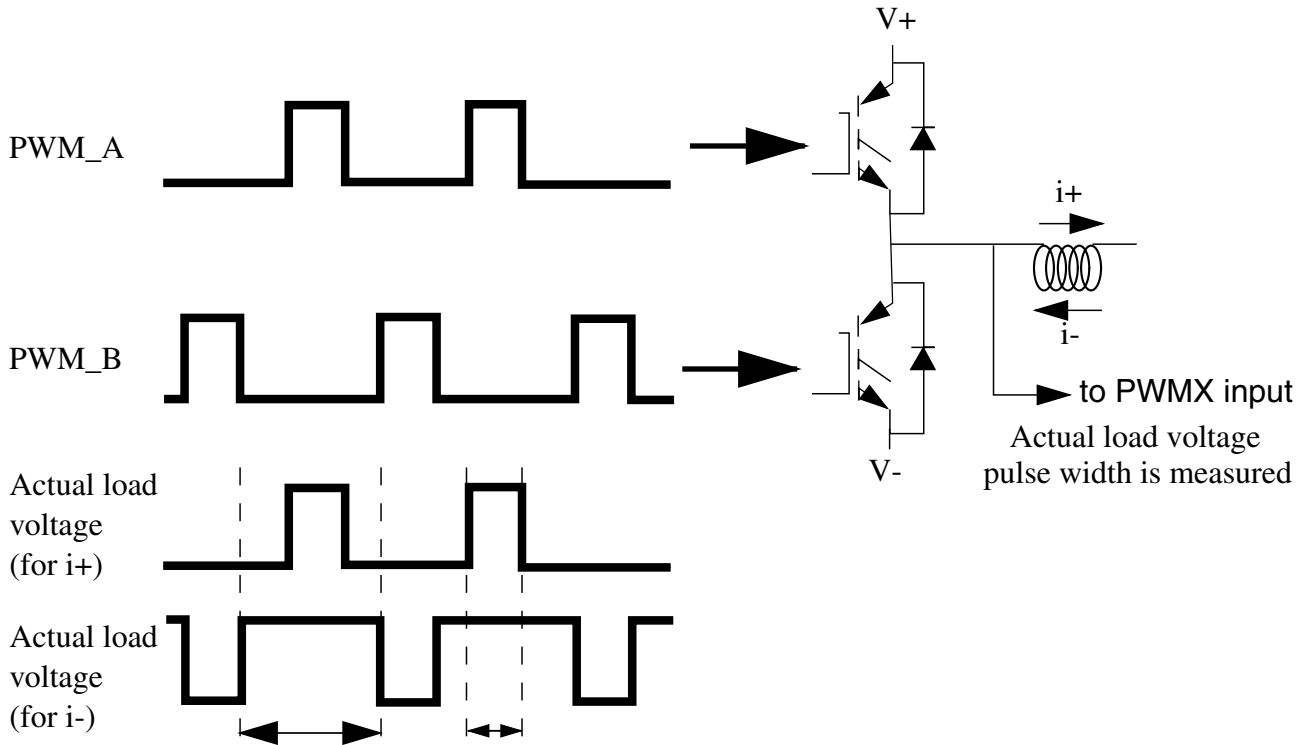 V+
PWM_A
i+
PWM_B
i-
to PWMX input
Actual load voltage
pulse width is measured
V-
Actual load
voltage
(for i+)
Actual load
voltage
(for i-)